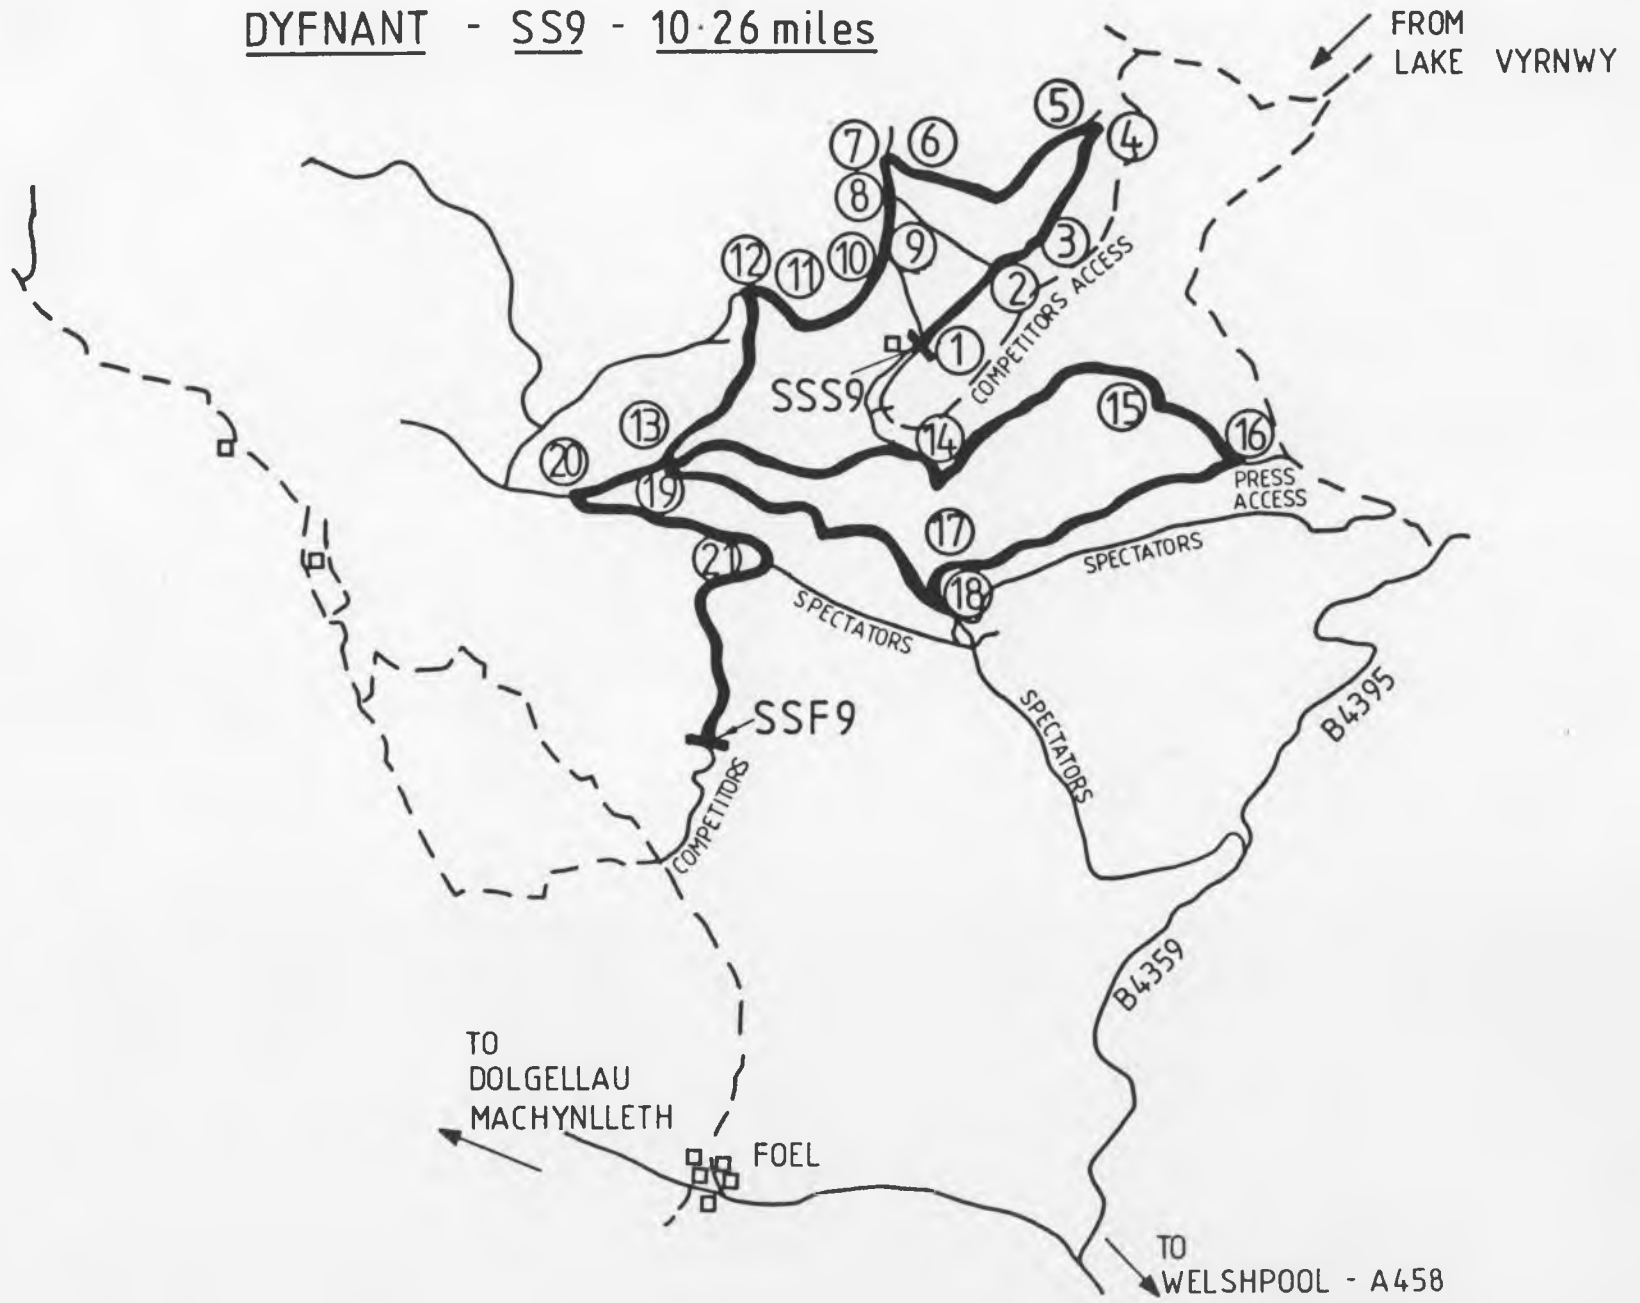 DYFNANT - SS9 - 10·26 miles
FROM
LAKE VYRNWY
5
4
7
6
8
3
9
10
12
11
2
COMPETITORS ACCESS
1
SSS9
15
13
14
16
20
PRESS
ACCESS
19
17
SPECTATORS
21
18
SPECTATORS
SPECTATORS
B4395
SSF9
COMPETITORS
B4359
TO
DOLGELLAU
MACHYNLLETH
FOEL
TO
WELSHPOOL - A458